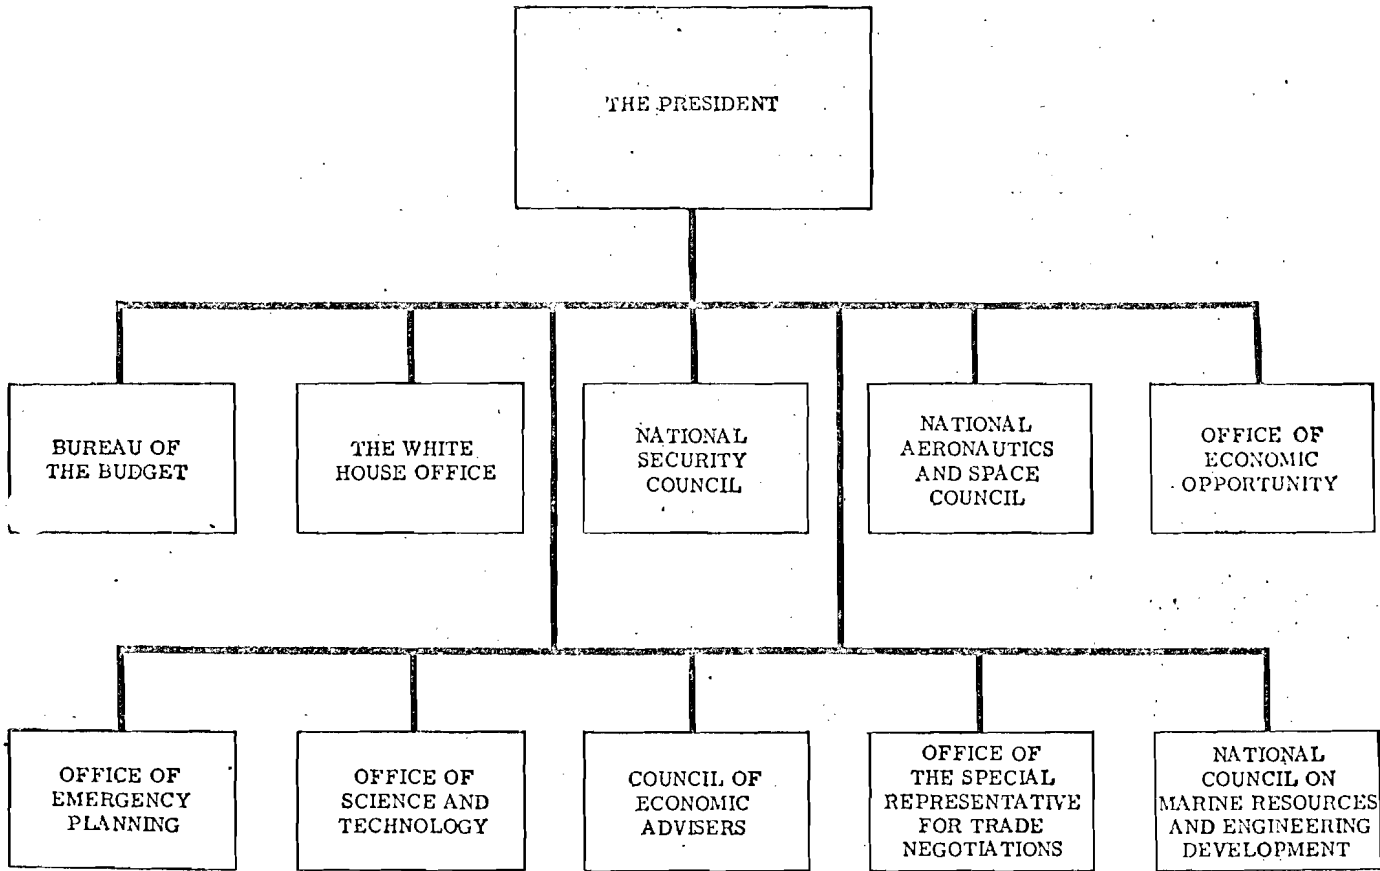 THE PRESIDENT
BUREAU OF
THE BUDGET
THE WHITE
HOUSE OFFICE
NATIONAL
SECURITY
COUNCIL
NATIONAL
AERONAUTICS
AND SPACE
COUNCIL
OFFICE OF
ECONOMIC
OPPORTUNITY
OFFICE OF
EMERGENCY
PLANNING
OFFICE OF
SCIENCE AND
TECHNOLOGY
COUNCIL OF
ECONOMIC
ADVISERS
OFFICE OF
THE SPECIAL
REPRESENTATIVE
FOR TRADE
NEGOTIATIONS
NATIONAL
COUNCIL ON
MARINE RESOURCES
AND ENGINEERING
DEVELOPMENT